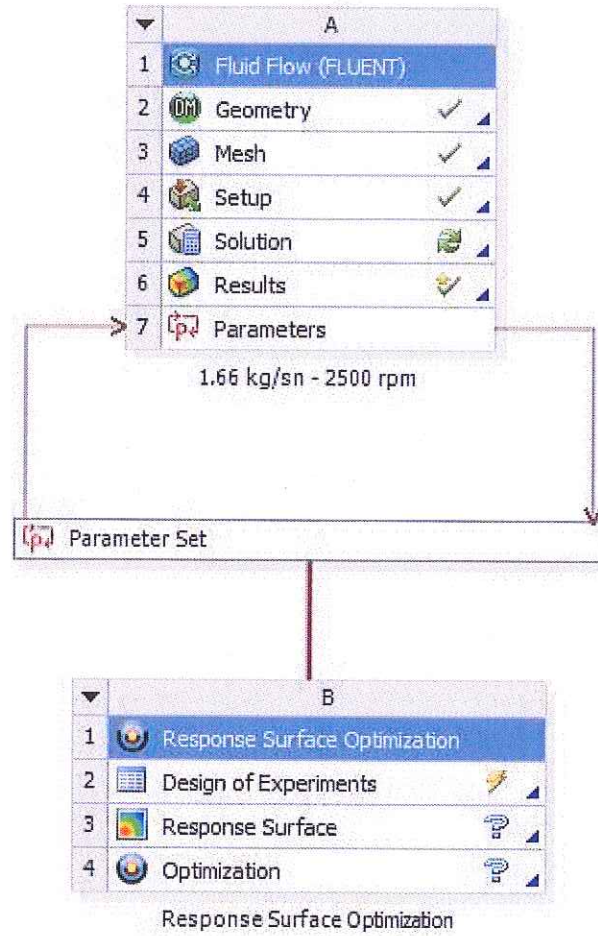 A
1 Fluid Flow (FLUENT)
2 DM Geometry
3 Mesh
4 Setup
5 Solution
6 Results
7 Parameters
1.66 kg/sn - 2500 rpm
Parameter Set
B
1 Response Surface Optimization
2 Design of Experiments
3 Response Surface
4 Optimization
Response Surface Optimization